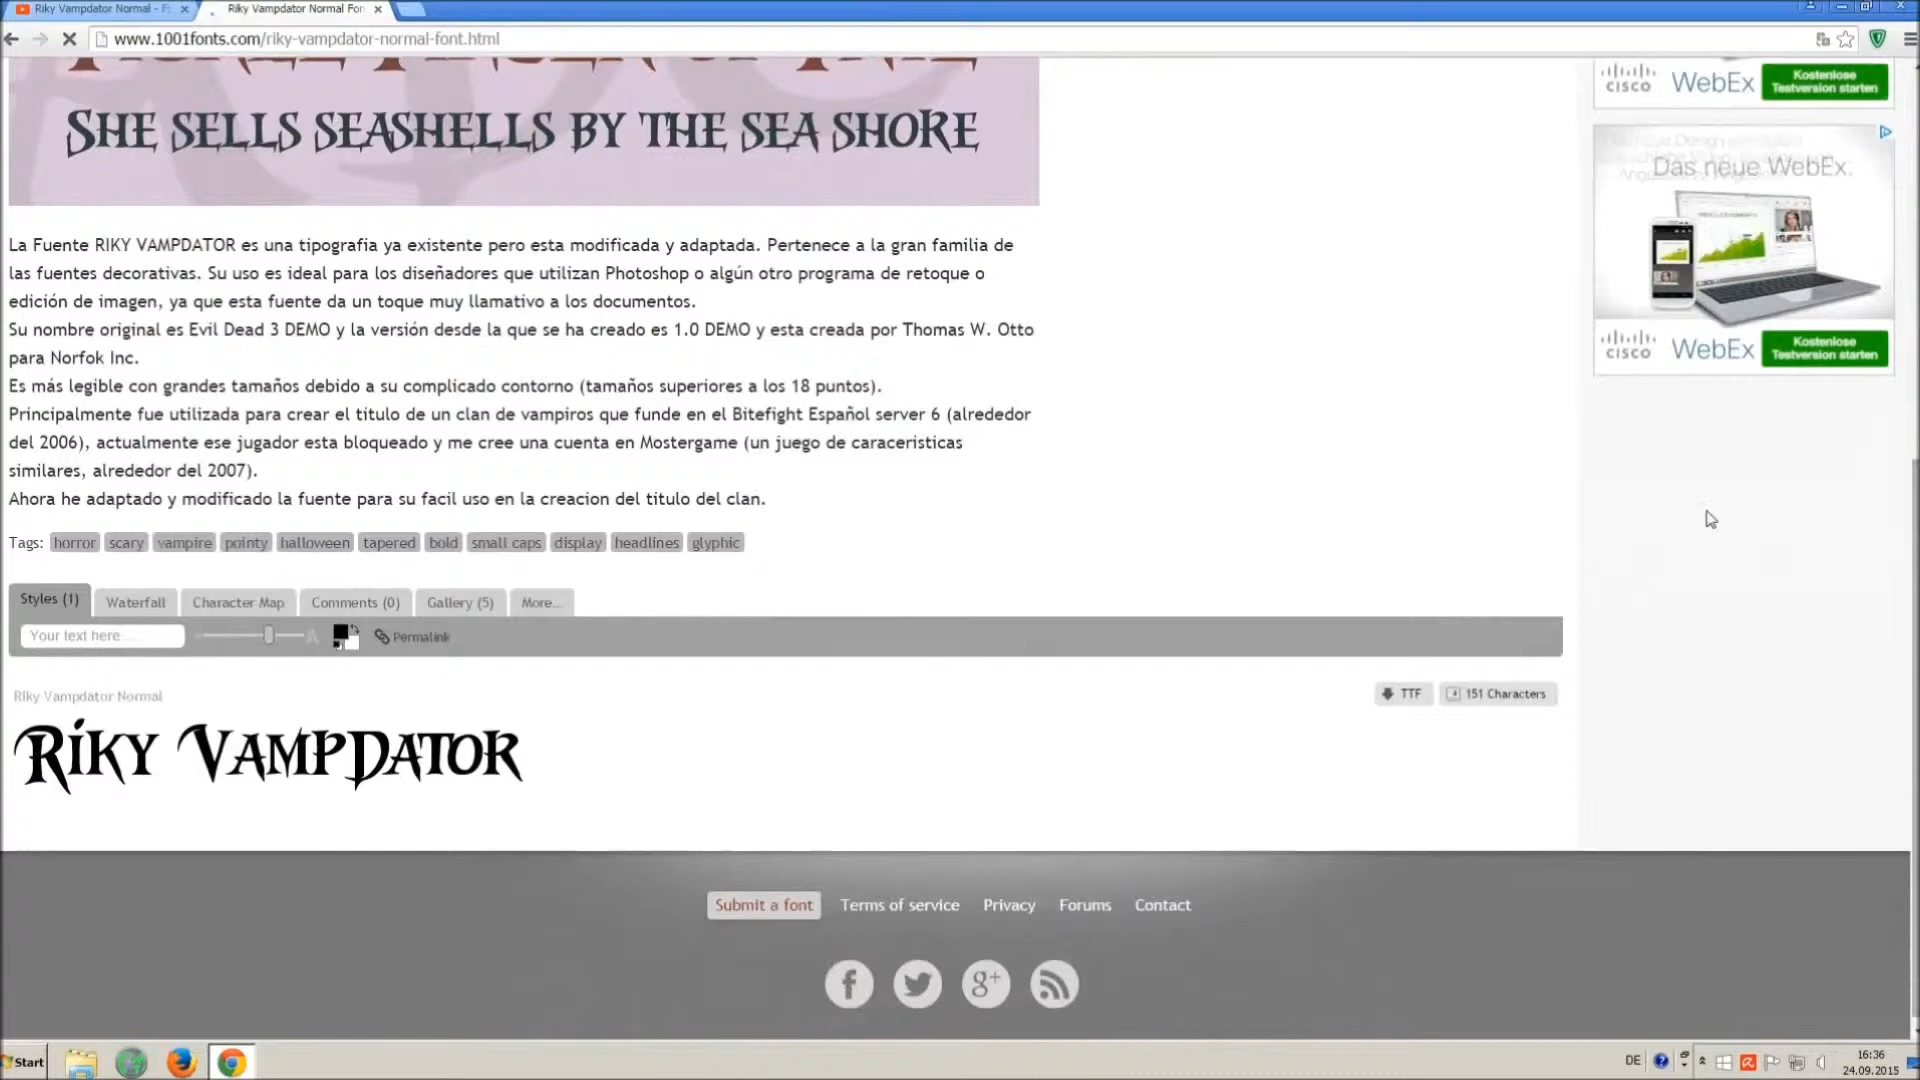 Riky Vampdator Normal - F
Riky Vampdator Normal Fon
www.1001fonts.com/riky-vampdator-normal-font.html
SHE SELLS SEASHELLS BY THE SEA SHORE
La Fuente RIKY VAMPDATOR es una tipografia ya existente pero esta modificada y adaptada. Pertenece a la gran familia de
las fuentes decorativas. Su uso es ideal para los diseñadores que utilizan Photoshop o algún otro programa de retoque o
edición de imagen, ya que esta fuente da un toque muy llamativo a los documentos.
Su nombre original es Evil Dead 3 DEMO y la versión desde la que se ha creado es 1.0 DEMO y esta creada por Thomas W. Otto
para Norfok Inc.
Es más legible con grandes tamaños debido a su complicado contorno (tamaños superiores a los 18 puntos).
Principalmente fue utilizada para crear el titulo de un clan de vampiros que funde en el Bitefight Español server 6 (alrededor
del 2006), actualmente ese jugador esta bloqueado y me cree una cuenta en Mostergame (un juego de caraceristicas
similares, alrededor del 2007).
Ahora he adaptado y modificado la fuente para su facil uso en la creacion del titulo del clan.
Tags: horror scary vampire pointy halloween tapered bold small caps display headlines glyphic
Styles (1) Waterfall Character Map Comments (0) Gallery (5) More...
Your text here... Permalink
Riky Vampdator Normal
TTF 151 Characters
RIKY VAMPDATOR
cisco WebEx Kostenlose
Testversion starten
Das neue WebEx.
cisco WebEx Kostenlose
Testversion starten
Submit a font Terms of service Privacy Forums Contact
Start
DE
16:36
24.09.2015